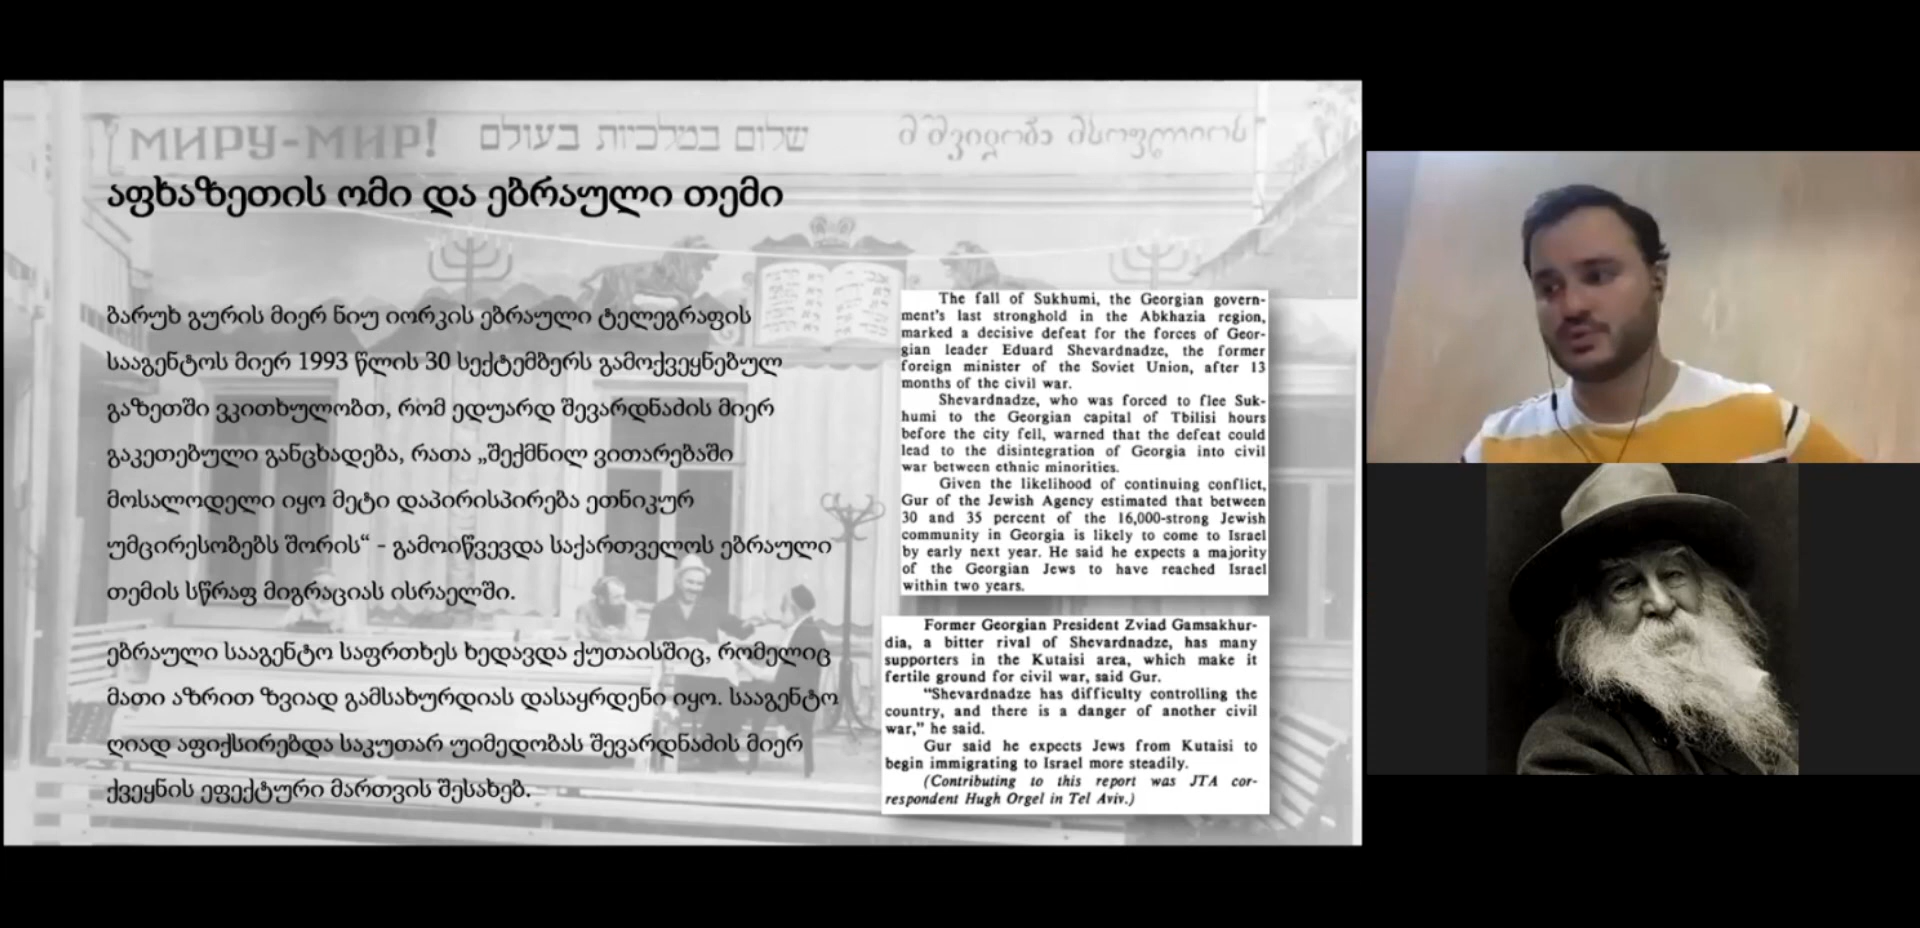 МИРУ-МИР! שלום במלכיות בעולם მშვიდობა მსოფლიოს
აფხაზეთის ომი და ებრაული თემი
ბარუხ გურის მიერ ნიუ იორკის ებრაული ტელეგრაფის
სააგენტოს მიერ 1993 წლის 30 სექტემბერს გამოქვეყნებულ
გაზეთში ვკითხულობთ, რომ ედუარდ შევარდნაძის მიერ
გაკეთებული განცხადება, რათა „შექმნილ ვითარებაში
მოსალოდელი იყო მეტი დაპირისპირება ეთნიკურ
უმცირესობებს შორის“ - გამოიწვევდა საქართველოს ებრაული
თემის სწრაფ მიგრაციას ისრაელში.
ებრაული სააგენტო საფრთხეს ხედავდა ქუთაისშიც, რომელიც
მათი აზრით ზვიად გამსახურდიას დასაყრდენი იყო. სააგენტო
ღიად აფიქსირებდა საკუთარ უიმედობას შევარდნაძის მიერ
ქვეყნის ეფექტური მართვის შესახებ.
The fall of Sukhumi, the Georgian govern-
ment's last stronghold in the Abkhazia region,
marked a decisive defeat for the forces of Geor-
gian leader Eduard Shevardnadze, the former
foreign minister of the Soviet Union, after 13
months of the civil war.
Shevardnadze, who was forced to flee Suk-
humi to the Georgian capital of Tbilisi hours
before the city fell, warned that the defeat could
lead to the disintegration of Georgia into civil
war between ethnic minorities.
Given the likelihood of continuing conflict,
Gur of the Jewish Agency estimated that between
30 and 35 percent of the 16,000-strong Jewish
community in Georgia is likely to come to Israel
by early next year. He said he expects a majority
of the Georgian Jews to have reached Israel
within two years.
Former Georgian President Zviad Gamsakhur-
dia, a bitter rival of Shevardnadze, has many
supporters in the Kutaisi area, which make it
fertile ground for civil war, said Gur.
“Shevardnadze has difficulty controlling the
country, and there is a danger of another civil
war,” he said.
Gur said he expects Jews from Kutaisi to
begin immigrating to Israel more steadily.
(Contributing to this report was JTA cor-
respondent Hugh Orgel in Tel Aviv.)